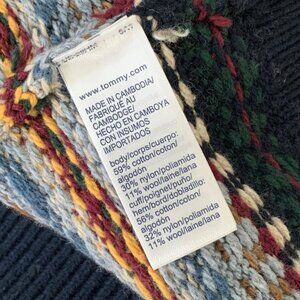 www.tommy.com
MADE IN CAMBODIA/
FABRIQUÉ AU
CAMBODGE/
HECHO EN CAMBOYA
CON INSUMOS
IMPORTADOS
body/corps/cuerpo:
59% cotton/coton/
algodón
30% nylon/poliamida
11% wool/laine/lana
cuff/poignet/puño/
hem/bord/dobladillo:
56% cotton/coton/
algodón
32% nylon/poliamida
11% wool/laine/lana